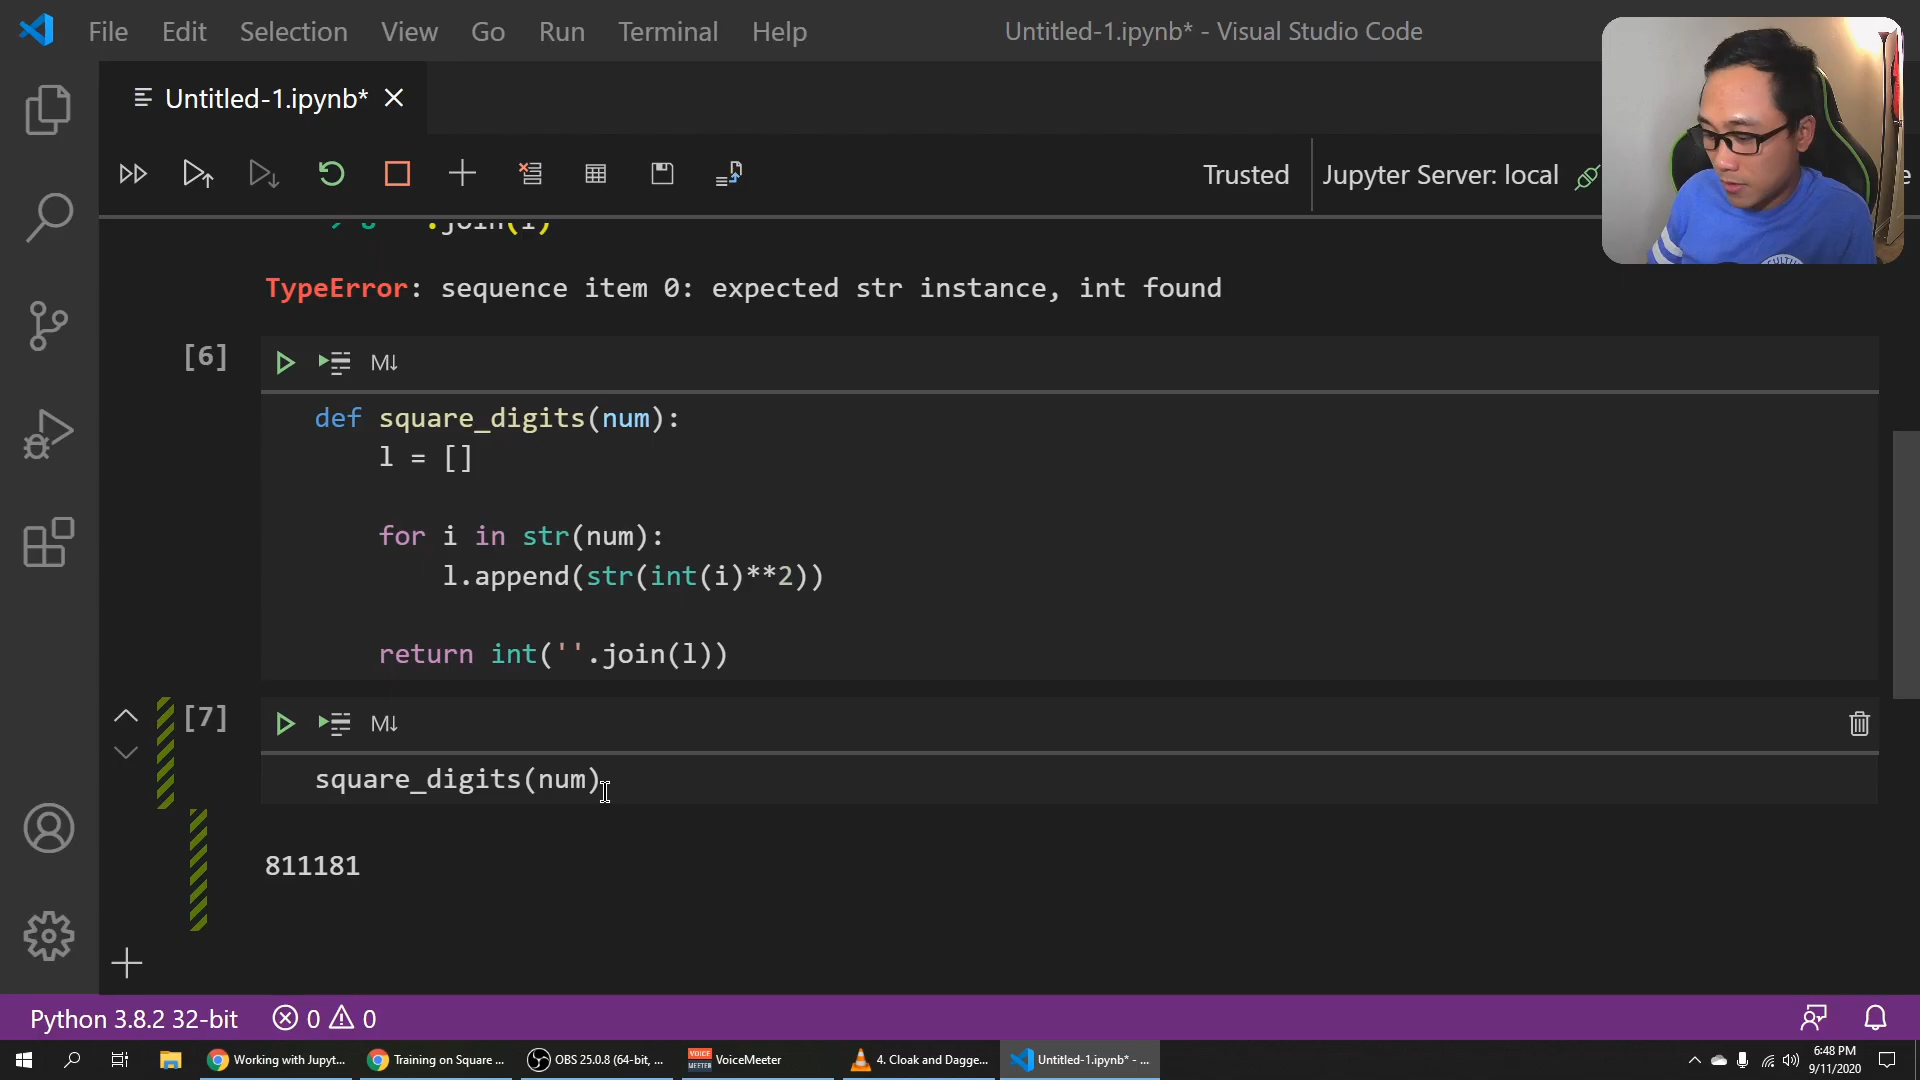 File Edit Selection View Go Run Terminal Help
Untitled-1.ipynb* - Visual Studio Code
Untitled-1.ipynb*
Trusted
Jupyter Server: local
TypeError: sequence item 0: expected str instance, int found
[6]
M↓
def square_digits(num):
l = []
for i in str(num):
l.append(str(int(i)**2))
return int(''.join(l))
[7]
M↓
square_digits(num)
811181
Python 3.8.2 32-bit
0
0
Working with Jupyt...
Training on Square ...
OBS 25.0.8 (64-bit, ...
VOICE MEETER
VoiceMeeter
4. Cloak and Dagge...
Untitled-1.ipynb* - ...
6:48 PM
9/11/2020